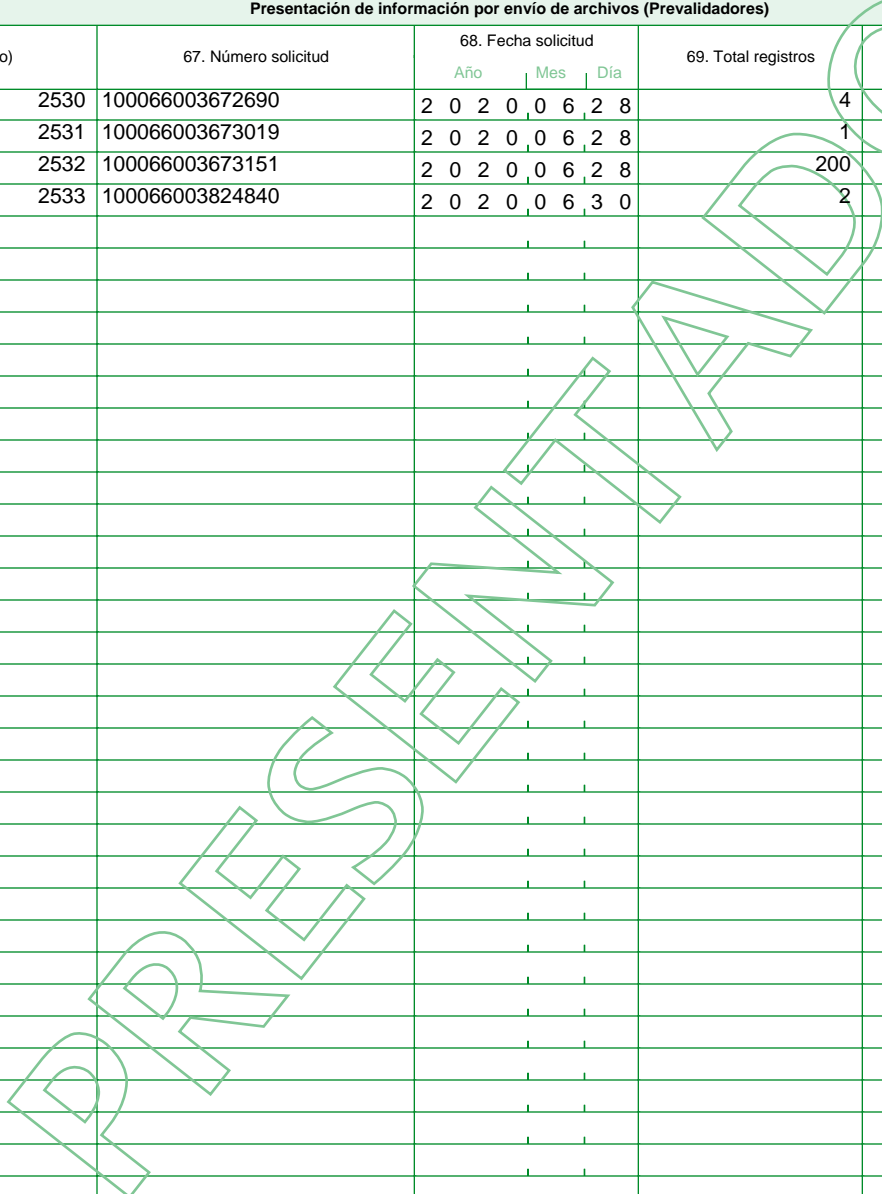 Presentación de información por envío de archivos (Prevalidadores)
o) 67. Número solicitud 68. Fecha solicitud 69. Total registros
Año Mes Día
2530 100066003672690 2 0 2 0 0 6 2 8 4
2531 100066003673019 2 0 2 0 0 6 2 8 1
2532 100066003673151 2 0 2 0 0 6 2 8 200
2533 100066003824840 2 0 2 0 0 6 3 0 2
PRESENTADO